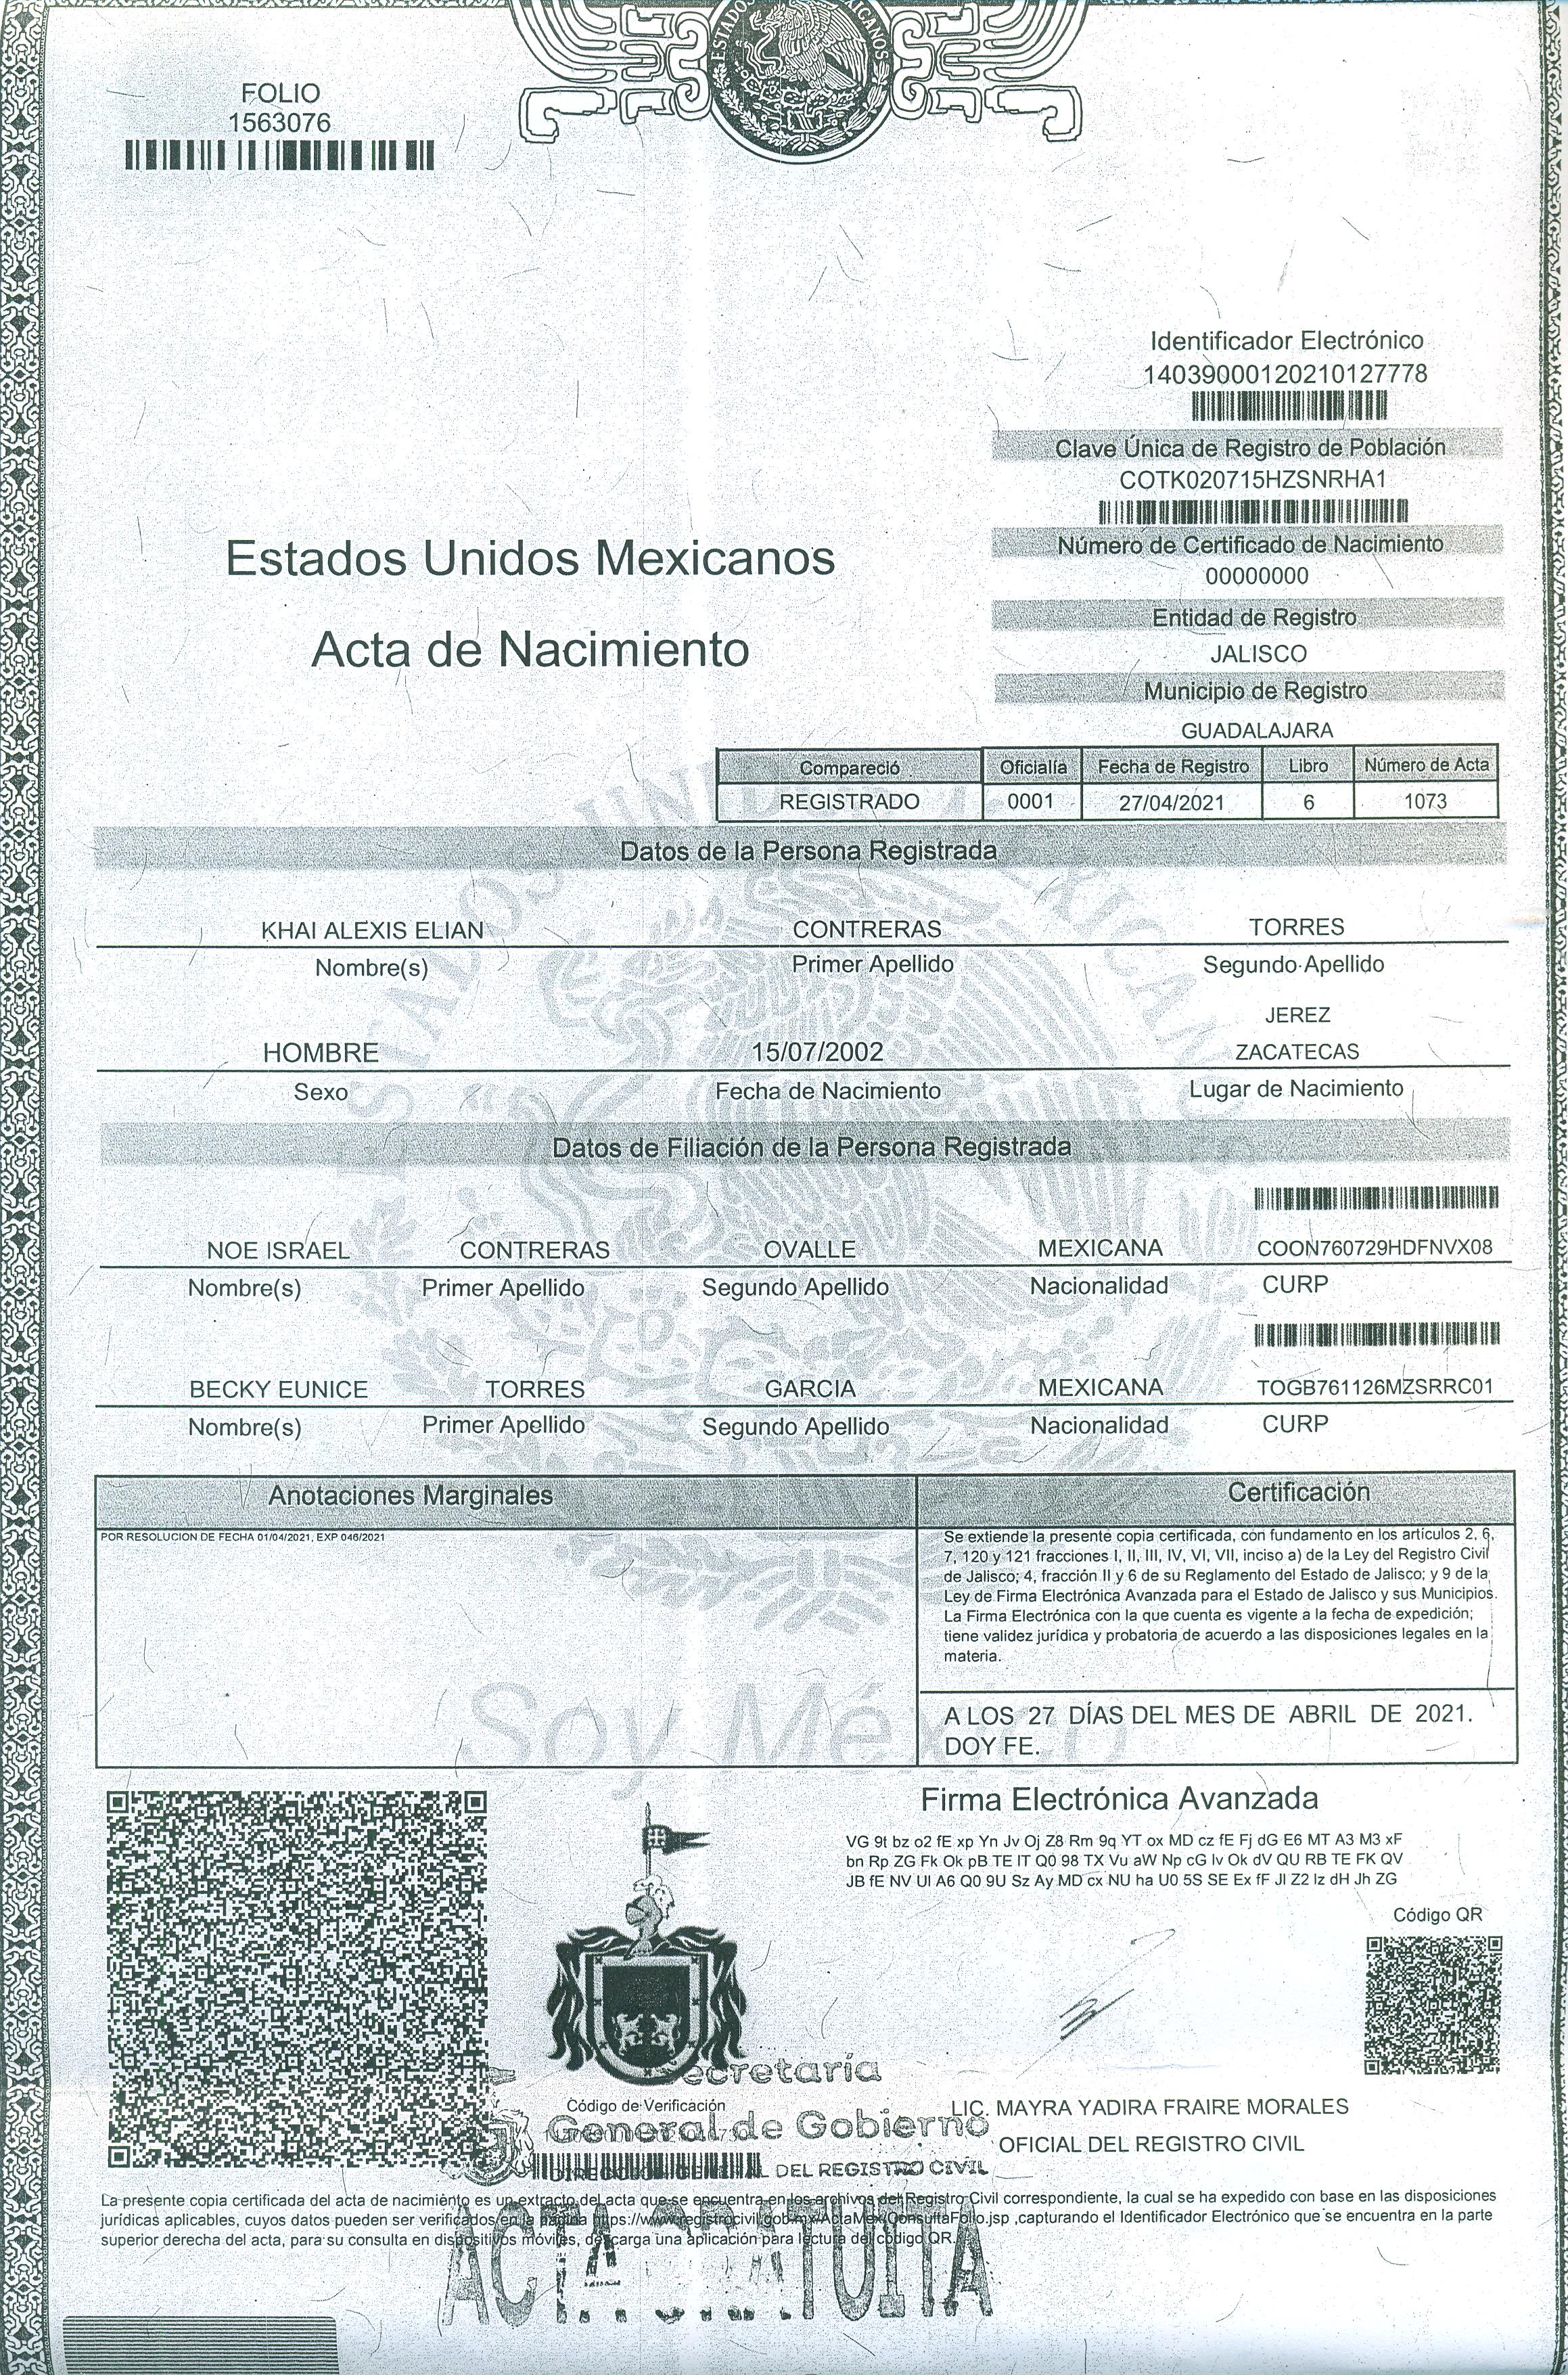 FOLIO
1563076
Identificador Electrónico
14039000120210127778
Clave Única de Registro de Población
COTK020715HZSNRHA1
Número de Certificado de Nacimiento
00000000
Entidad de Registro
JALISCO
Municipio de Registro
GUADALAJARA
Estados Unidos Mexicanos
Acta de Nacimiento
Compareció Oficialía Fecha de Registro Libro Número de Acta
REGISTRADO 0001 27/04/2021 6 1073
Datos de la Persona Registrada
KHAI ALEXIS ELIAN CONTRERAS TORRES
Nombre(s) Primer Apellido Segundo Apellido
JEREZ
HOMBRE 15/07/2002 ZACATECAS
Sexo Fecha de Nacimiento Lugar de Nacimiento
Datos de Filiación de la Persona Registrada
NOE ISRAEL CONTRERAS OVALLE MEXICANA COON760729HDFNVX08
Nombre(s) Primer Apellido Segundo Apellido Nacionalidad CURP
BECKY EUNICE TORRES GARCIA MEXICANA TOGB761126MZSRRC01
Nombre(s) Primer Apellido Segundo Apellido Nacionalidad CURP
Anotaciones Marginales
POR RESOLUCION DE FECHA 01/04/2021, EXP 046/2021
Certificación
Se extiende la presente copia certificada, con fundamento en los artículos 2, 6,
7, 120 y 121 fracciones I, II, III, IV, VI, VII, inciso a) de la Ley del Registro Civil
de Jalisco; 4, fracción II y 6 de su Reglamento del Estado de Jalisco; y 9 de la
Ley de Firma Electrónica Avanzada para el Estado de Jalisco y sus Municipios.
La Firma Electrónica con la que cuenta es vigente a la fecha de expedición;
tiene validez jurídica y probatoria de acuerdo a las disposiciones legales en la
materia.
A LOS 27 DÍAS DEL MES DE ABRIL DE 2021.
DOY FE.
Soy México
Firma Electrónica Avanzada
VG 9t bz o2 fE xp Yn Jv Oj Z8 Rm 9q YT ox MD cz fE Fj dG E6 MT A3 M3 xF
bn Rp ZG Fk Ok pB TE lT Q0 98 TX Vu aW Np cG lv Ok dV QU RB TE FK QV
JB fE NV Ul A6 Q0 9U Sz Ay MD cx NU ha U0 5S SE Ex fF Jl Z2 lz dH Jh ZG
Código QR
Secretaría
Código de Verificación
General de Gobierno
DIRECCIÓN GENERAL DEL REGISTRO CIVIL
LIC. MAYRA YADIRA FRAIRE MORALES
OFICIAL DEL REGISTRO CIVIL
La presente copia certificada del acta de nacimiento es un extracto del acta que se encuentra en los archivos del Registro Civil correspondiente, la cual se ha expedido con base en las disposiciones
jurídicas aplicables, cuyos datos pueden ser verificados en la página https://www.registrocivil.gob.mx/ActaMex/ConsultaFolio.jsp ,capturando el Identificador Electrónico que se encuentra en la parte
superior derecha del acta, para su consulta en dispositivos móviles, descarga una aplicación para lectura del código QR.
ACTA GRATUITA